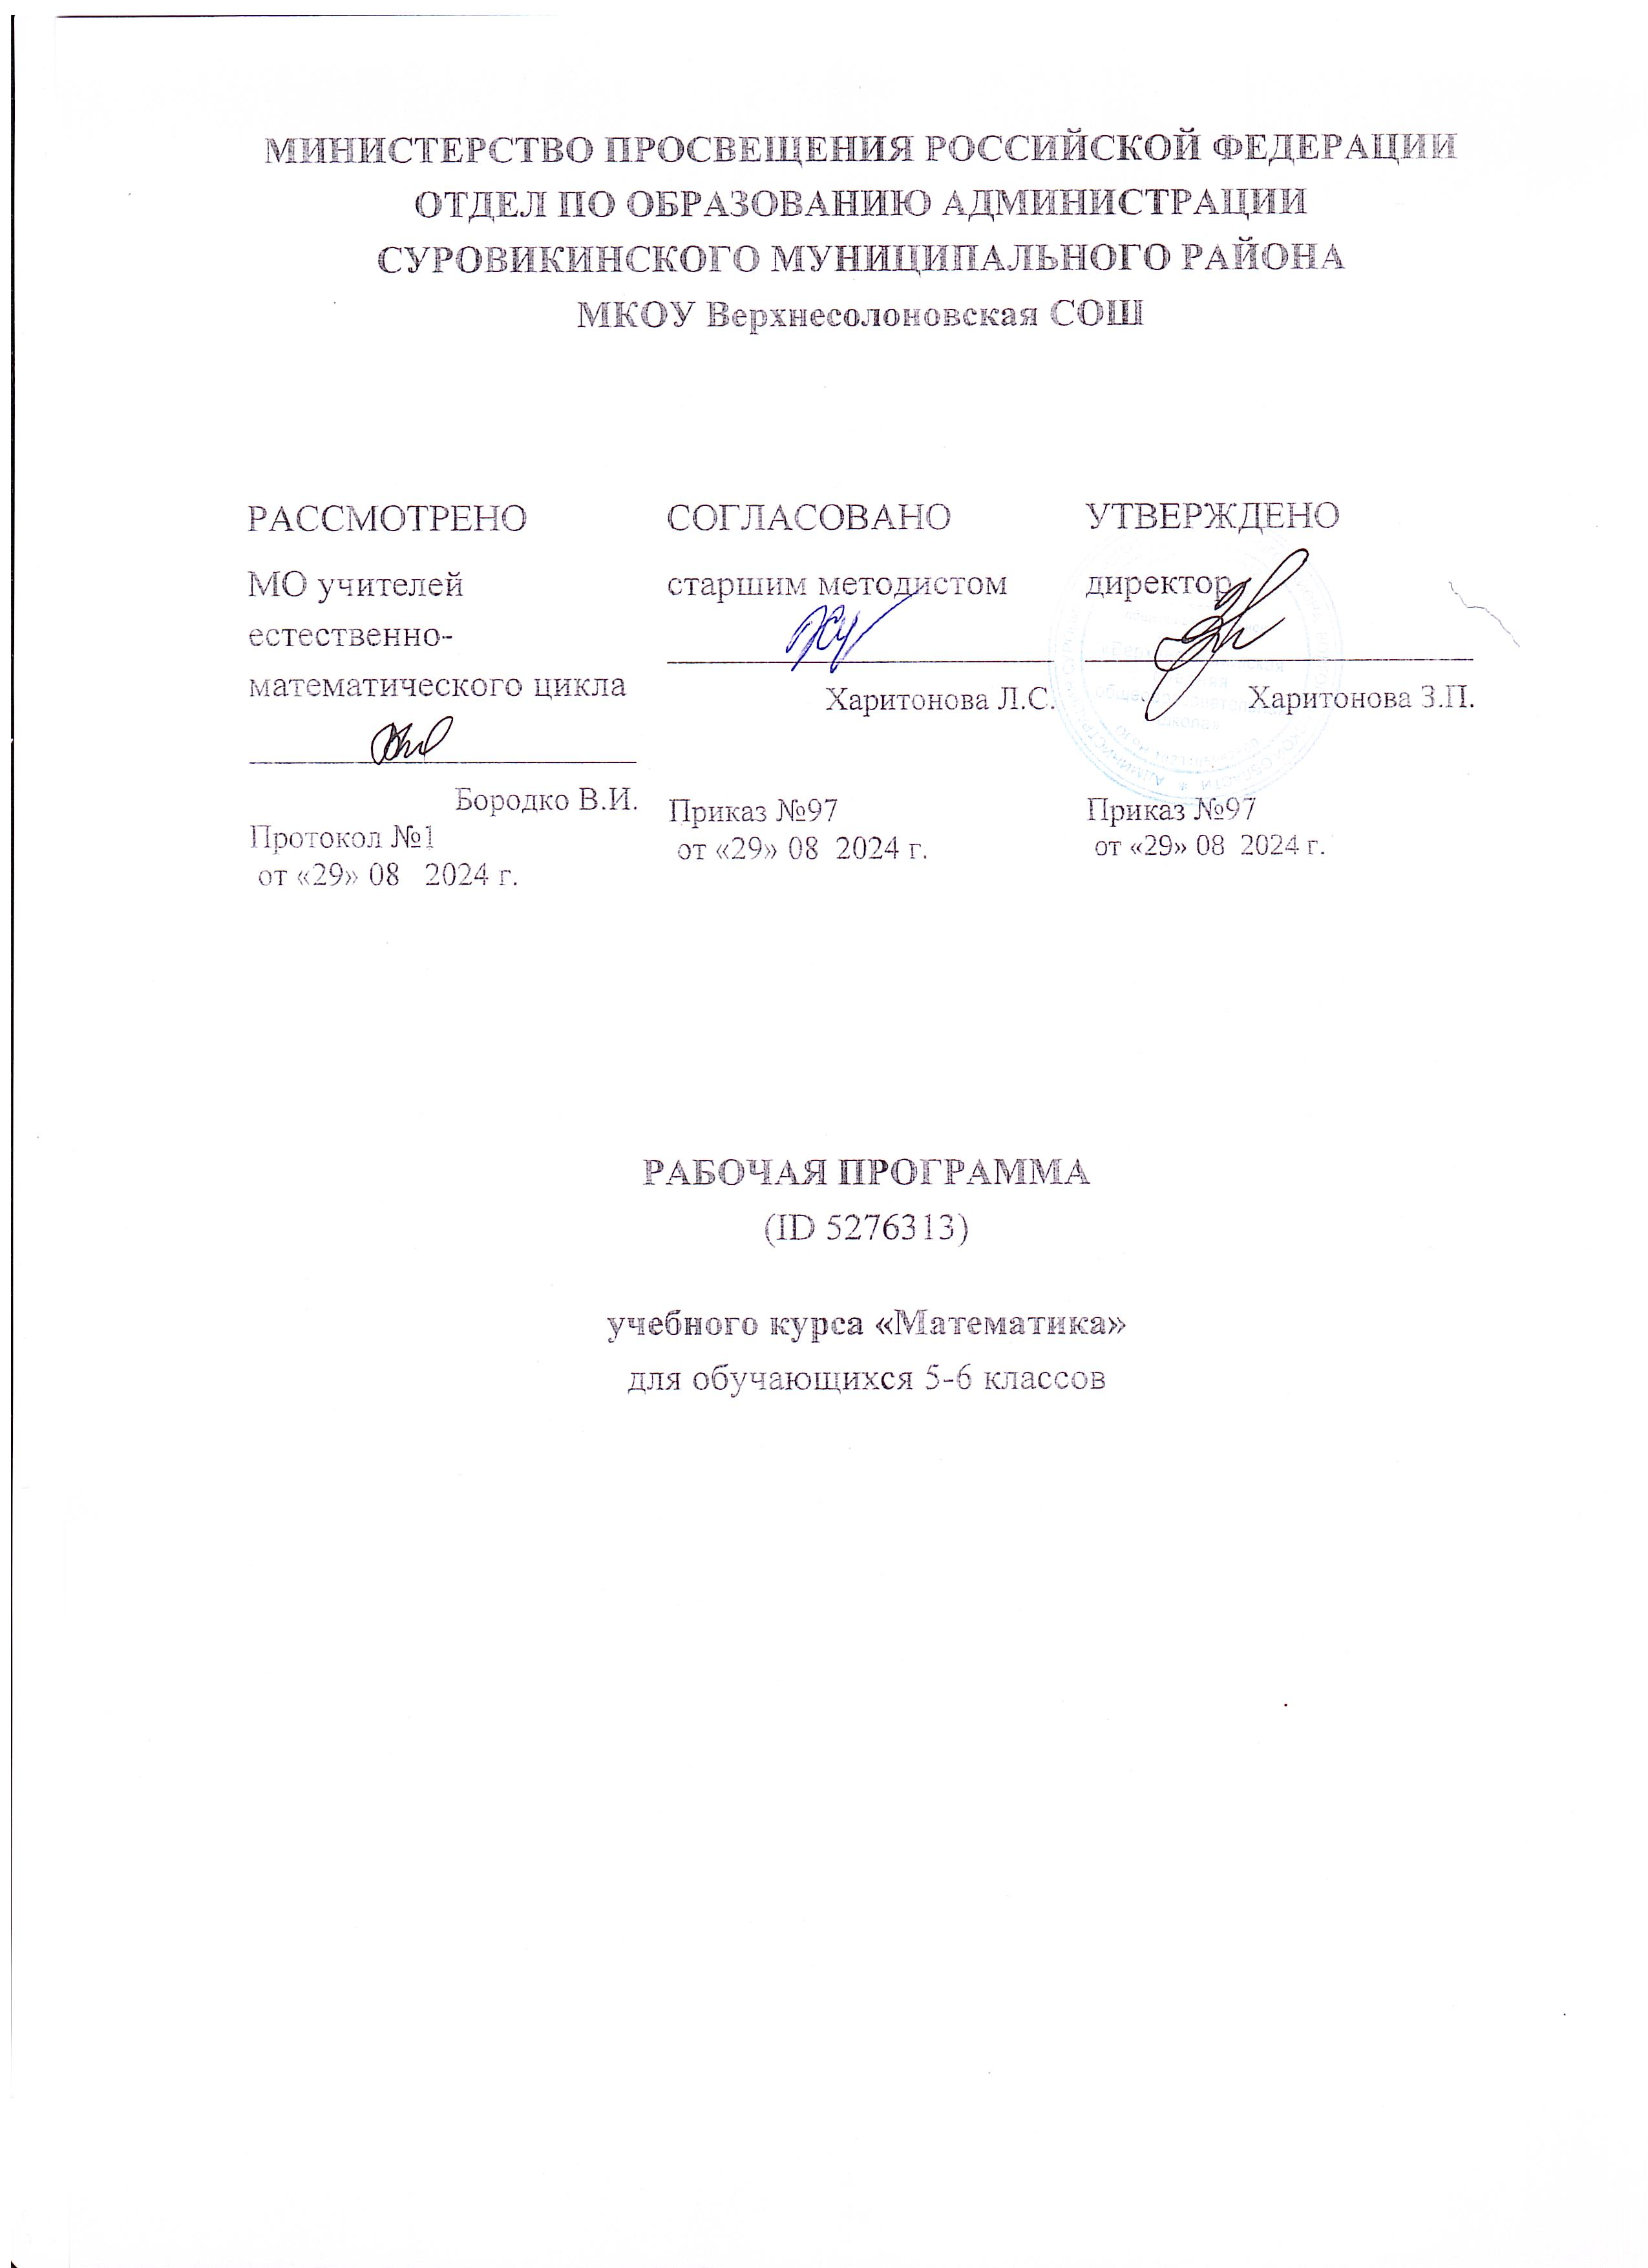 МИНИСТЕРСТВО ПРОСВЕЩЕНИЯ РОССИЙСКОЙ ФЕДЕРАЦИИ
ОТДЕЛ ПО ОБРАЗОВАНИЮ АДМИНИСТРАЦИИ
СУРОВИКИНСКОГО МУНИЦИПАЛЬНОГО РАЙОНА
МКОУ Верхнесолоновская СОШ
РАССМОТРЕНО
МО учителей
естественно-
математического цикла
Бородко В.И.
Протокол №1
от «29» 08 2024 г.
СОГЛАСОВАНО
старшим методистом
Харитонова Л.С.
Приказ №97
от «29» 08 2024 г.
УТВЕРЖДЕНО
директор
Харитонова З.П.
Приказ №97
от «29» 08 2024 г.
РАБОЧАЯ ПРОГРАММА
(ID 5276313)
учебного курса «Математика»
для обучающихся 5-6 классов